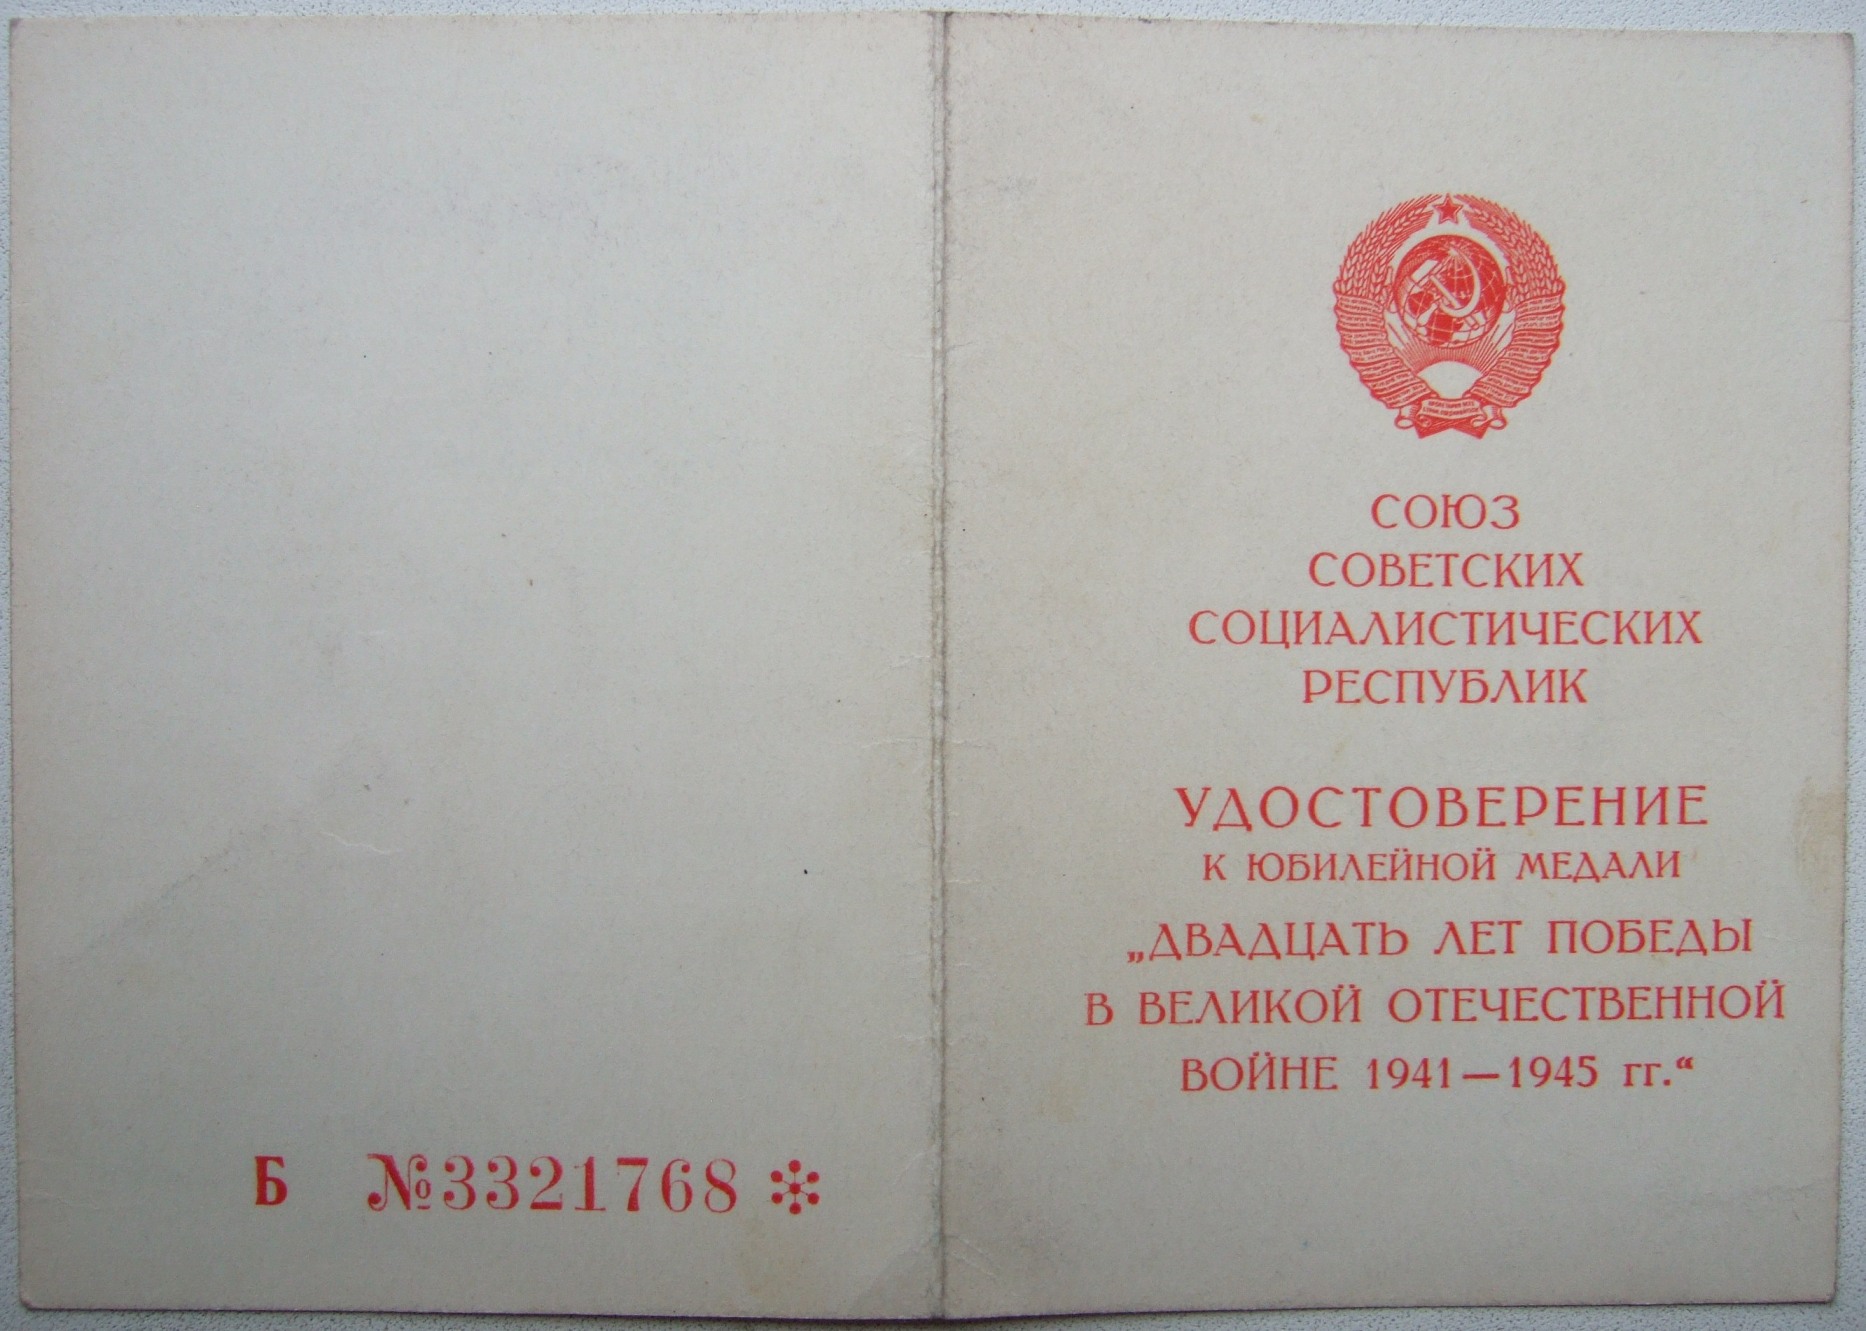 Б №3321768
СОЮЗ
СОВЕТСКИХ
СОЦИАЛИСТИЧЕСКИХ
РЕСПУБЛИК
УДОСТОВЕРЕНИЕ
К ЮБИЛЕЙНОЙ МЕДАЛИ
„ДВАДЦАТЬ ЛЕТ ПОБЕДЫ
В ВЕЛИКОЙ ОТЕЧЕСТВЕННОЙ
ВОЙНЕ 1941—1945 гг.“